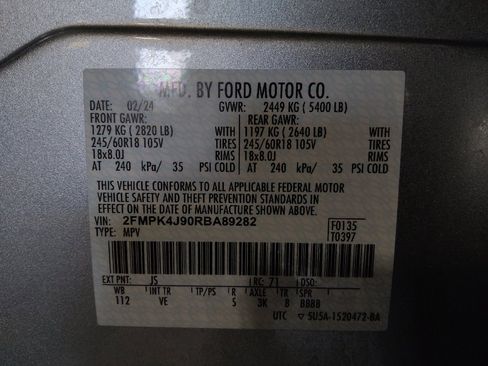 MFD. BY FORD MOTOR CO.
DATE: 02/24 GVWR: 2449 KG ( 5400 LB)
FRONT GAWR: REAR GAWR:
1279 KG ( 2820 LB) WITH 1197 KG ( 2640 LB) WITH
245/60R18 105V TIRES 245/60R18 105V TIRES
18x8.0J RIMS 18x8.0J RIMS
AT 240 kPa/ 35 PSI COLD AT 240 kPa/ 35 PSI COLD
THIS VEHICLE CONFORMS TO ALL APPLICABLE FEDERAL MOTOR
VEHICLE SAFETY AND THEFT PREVENTION STANDARDS IN
EFFECT ON THE DATE OF MANUFACTURE SHOWN ABOVE.
VIN: 2FMPK4J90RBA89282 F0135
TYPE: MPV T0397
EXT PNT: JS RC: 71 DSO:
WB INT TR TP/PS R AXLE TR SPR
112 VE S 3K B BBBB
UTC ▽ 5U5A-1520472-BA